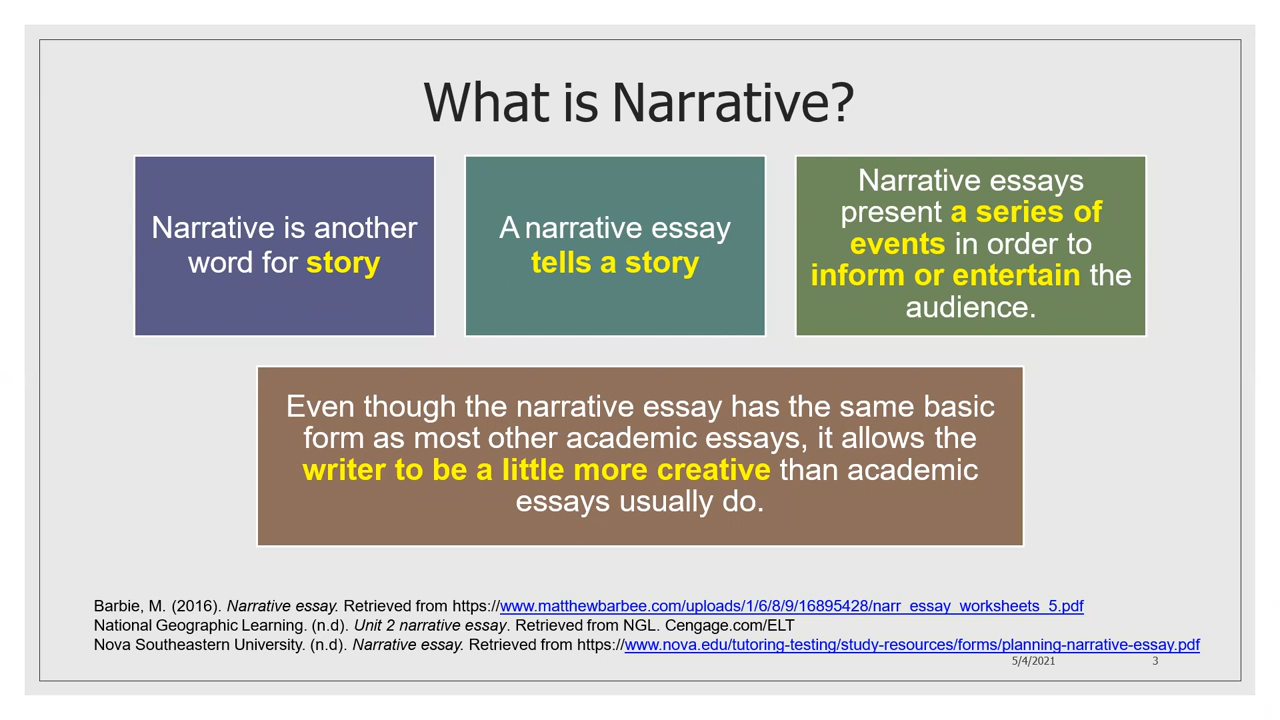 What is Narrative?
Narrative is another
word for story
A narrative essay
tells a story
Narrative essays
present a series of
events in order to
inform or entertain the
audience.
Even though the narrative essay has the same basic
form as most other academic essays, it allows the
writer to be a little more creative than academic
essays usually do.
Barbie, M. (2016). Narrative essay. Retrieved from https://www.matthewbarbee.com/uploads/1/6/8/9/16895428/narr_essay_worksheets_5.pdf
National Geographic Learning. (n.d). Unit 2 narrative essay. Retrieved from NGL. Cengage.com/ELT
Nova Southeastern University. (n.d). Narrative essay. Retrieved from https://www.nova.edu/tutoring-testing/study-resources/forms/planning-narrative-essay.pdf
5/4/2021 3